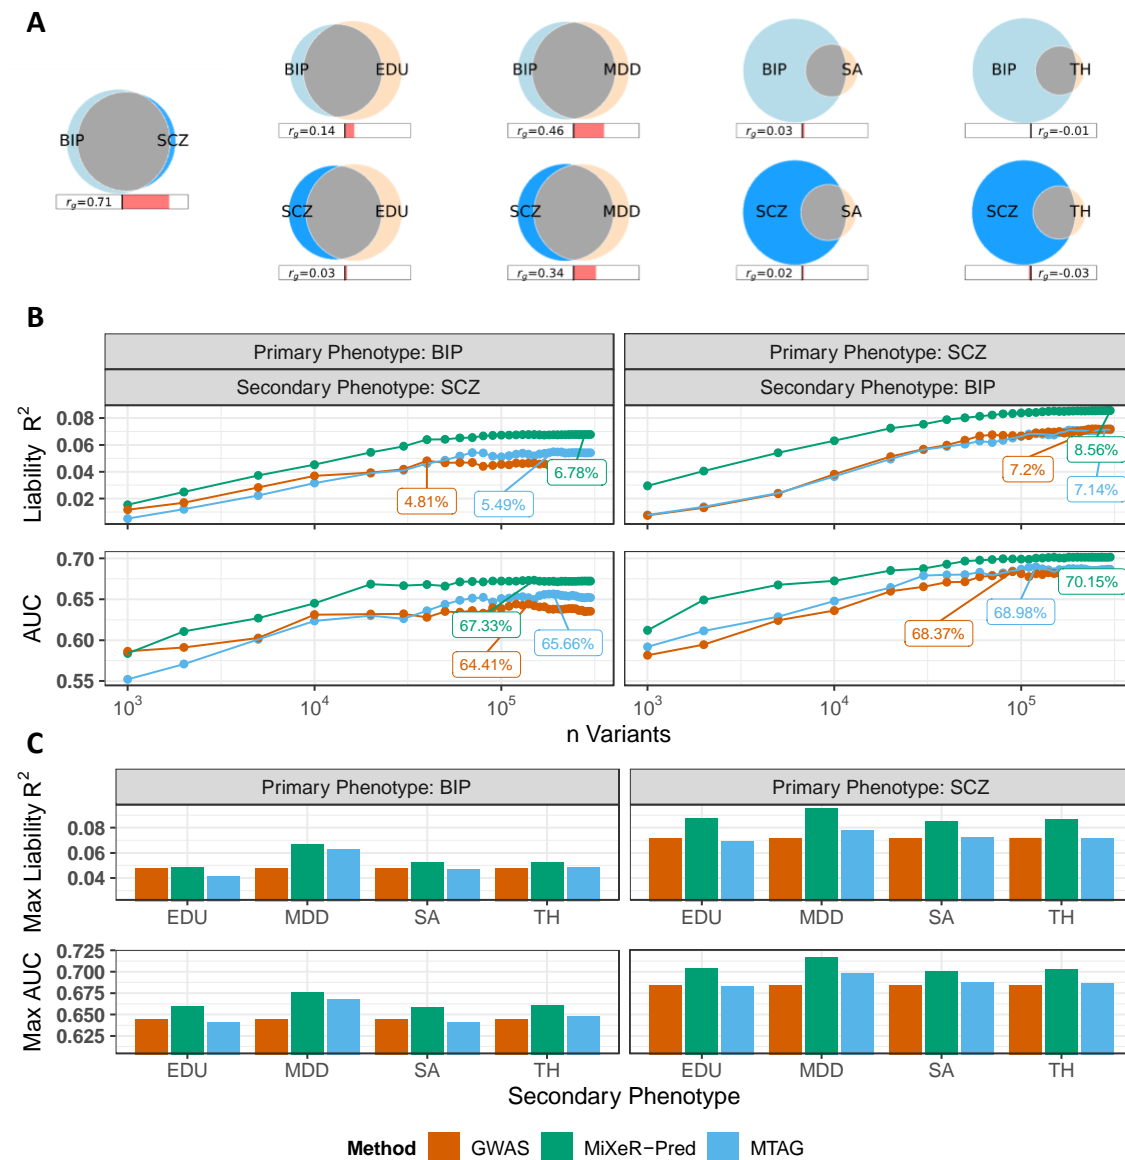 A
BIP EDU
BIP MDD
BIP SA
BIP TH
rg=0.14
rg=0.46
rg=0.03
rg=-0.01
BIP SCZ
rg=0.71
SCZ EDU
SCZ MDD
SCZ SA
SCZ TH
rg=0.03
rg=0.34
rg=0.02
rg=-0.03
B
Primary Phenotype: BIP
Primary Phenotype: SCZ
Secondary Phenotype: SCZ
Secondary Phenotype: BIP
Liability R²
0.08
0.06
0.04
0.02
4.81%
5.49%
6.78%
7.2%
8.56%
7.14%
AUC
0.70
0.65
0.60
0.55
67.33%
65.66%
64.41%
70.15%
68.98%
68.37%
10³ 10⁴ 10⁵
10³ 10⁴ 10⁵
n Variants
C
Primary Phenotype: BIP
Primary Phenotype: SCZ
Max Liability R²
0.08
0.06
0.04
EDU MDD SA TH
EDU MDD SA TH
Max AUC
0.725
0.700
0.675
0.650
0.625
EDU MDD SA TH
EDU MDD SA TH
Secondary Phenotype
Method GWAS MiXeR−Pred MTAG